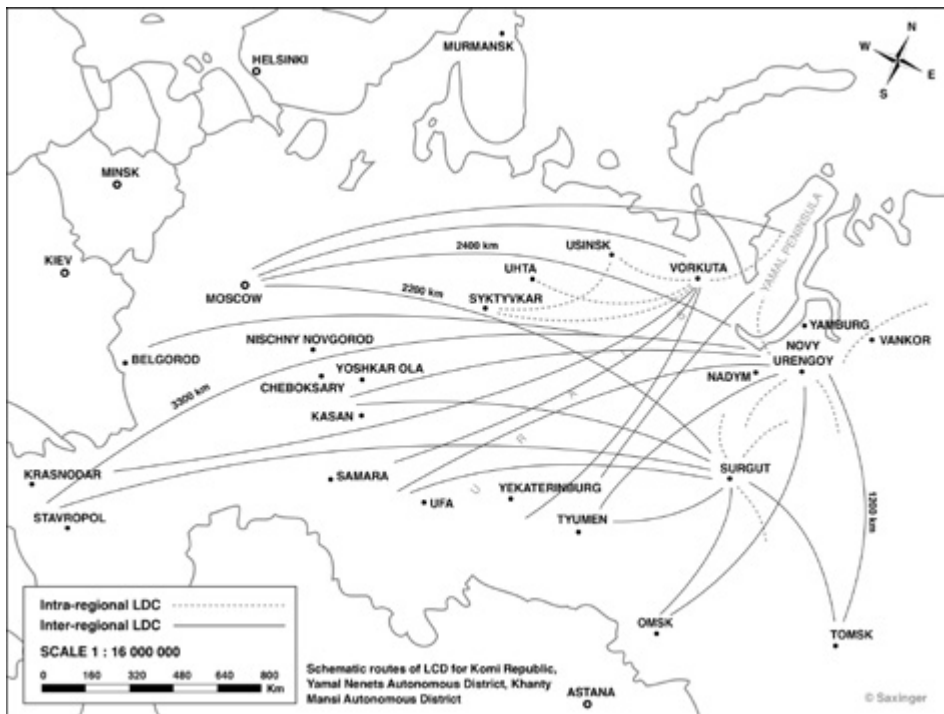 MURMANSK
N
W
E
S
HELSINKI
MINSK
KIEV
MOSCOW
2400 km
2200 km
USINSK
UHTA
SYKTYVKAR
VORKUTA
YAMAL PENINSULA
YAMBURG
NOVY
URENGOY
VANKOR
NADYM
BELGOROD
NISCHNY NOVGOROD
YOSHKAR OLA
CHEBOKSARY
KASAN
3300 km
U R A L
KRASNODAR
STAVROPOL
SAMARA
UFA
YEKATERINBURG
TYUMEN
SURGUT
1200 km
OMSK
TOMSK
ASTANA
Intra-regional LDC
Inter-regional LDC
SCALE 1 : 16 000 000
0 160 320 480 640 800
Km
Schematic routes of LCD for Komi Republic,
Yamal Nenets Autonomous District, Khanty
Mansi Autonomous District
© Saxinger